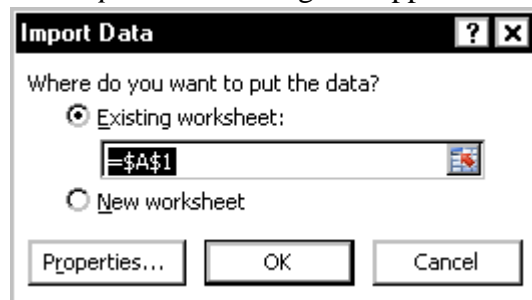 Import Data
Where do you want to put the data?
Existing worksheet:
=$A$1
New worksheet
Properties... OK Cancel